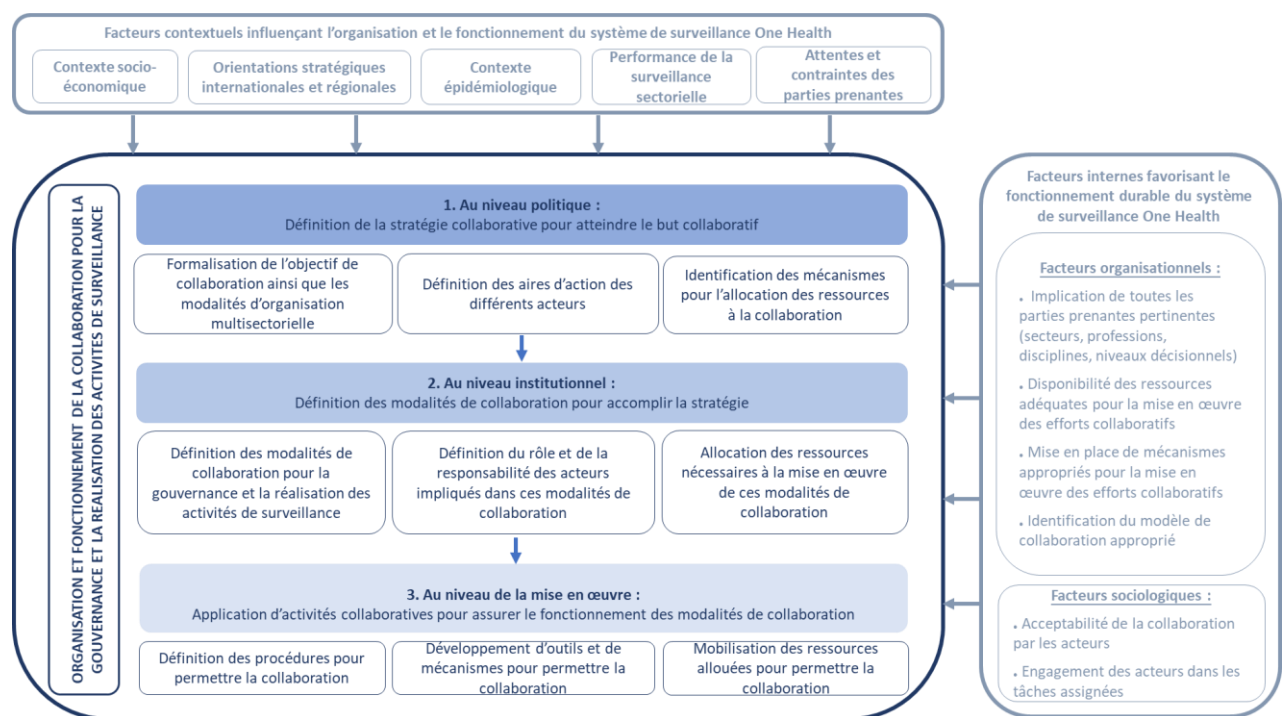 Facteurs contextuels influençant l'organisation et le fonctionnement du système de surveillance One Health
Contexte socio-
économique
Orientations stratégiques
internationales et régionales
Contexte
épidémiologique
Performance de la
surveillance
sectorielle
Attentes et
contraintes des
parties prenantes
ORGANISATION ET FONCTIONNEMENT DE LA COLLABORATION POUR LA
GOUVERNANCE ET LA REALISATION DES ACTIVITES DE SURVEILLANCE
1. Au niveau politique :
Définition de la stratégie collaborative pour atteindre le but collaboratif
Formalisation de l'objectif de
collaboration ainsi que les
modalités d'organisation
multisectorielle
Définition des aires d'action des
différents acteurs
Identification des mécanismes
pour l'allocation des ressources
à la collaboration
2. Au niveau institutionnel :
Définition des modalités de collaboration pour accomplir la stratégie
Définition des modalités de
collaboration pour la
gouvernance et la réalisation des
activités de surveillance
Définition du rôle et de la
responsabilité des acteurs
impliqués dans ces modalités de
collaboration
Allocation des ressources
nécessaires à la mise en œuvre
de ces modalités de
collaboration
3. Au niveau de la mise en œuvre :
Application d'activités collaboratives pour assurer le fonctionnement des modalités de collaboration
Définition des procédures pour
permettre la collaboration
Développement d'outils et de
mécanismes pour permettre la
collaboration
Mobilisation des ressources
allouées pour permettre la
collaboration
Facteurs internes favorisant le
fonctionnement durable du système
de surveillance One Health
Facteurs organisationnels :
. Implication de toutes les
parties prenantes pertinentes
(secteurs, professions,
disciplines, niveaux décisionnels)
. Disponibilité des ressources
adéquates pour la mise en œuvre
des efforts collaboratifs
. Mise en place de mécanismes
appropriés pour la mise en
œuvre des efforts collaboratifs
. Identification du modèle de
collaboration approprié
Facteurs sociologiques :
. Acceptabilité de la collaboration
par les acteurs
. Engagement des acteurs dans les
tâches assignées